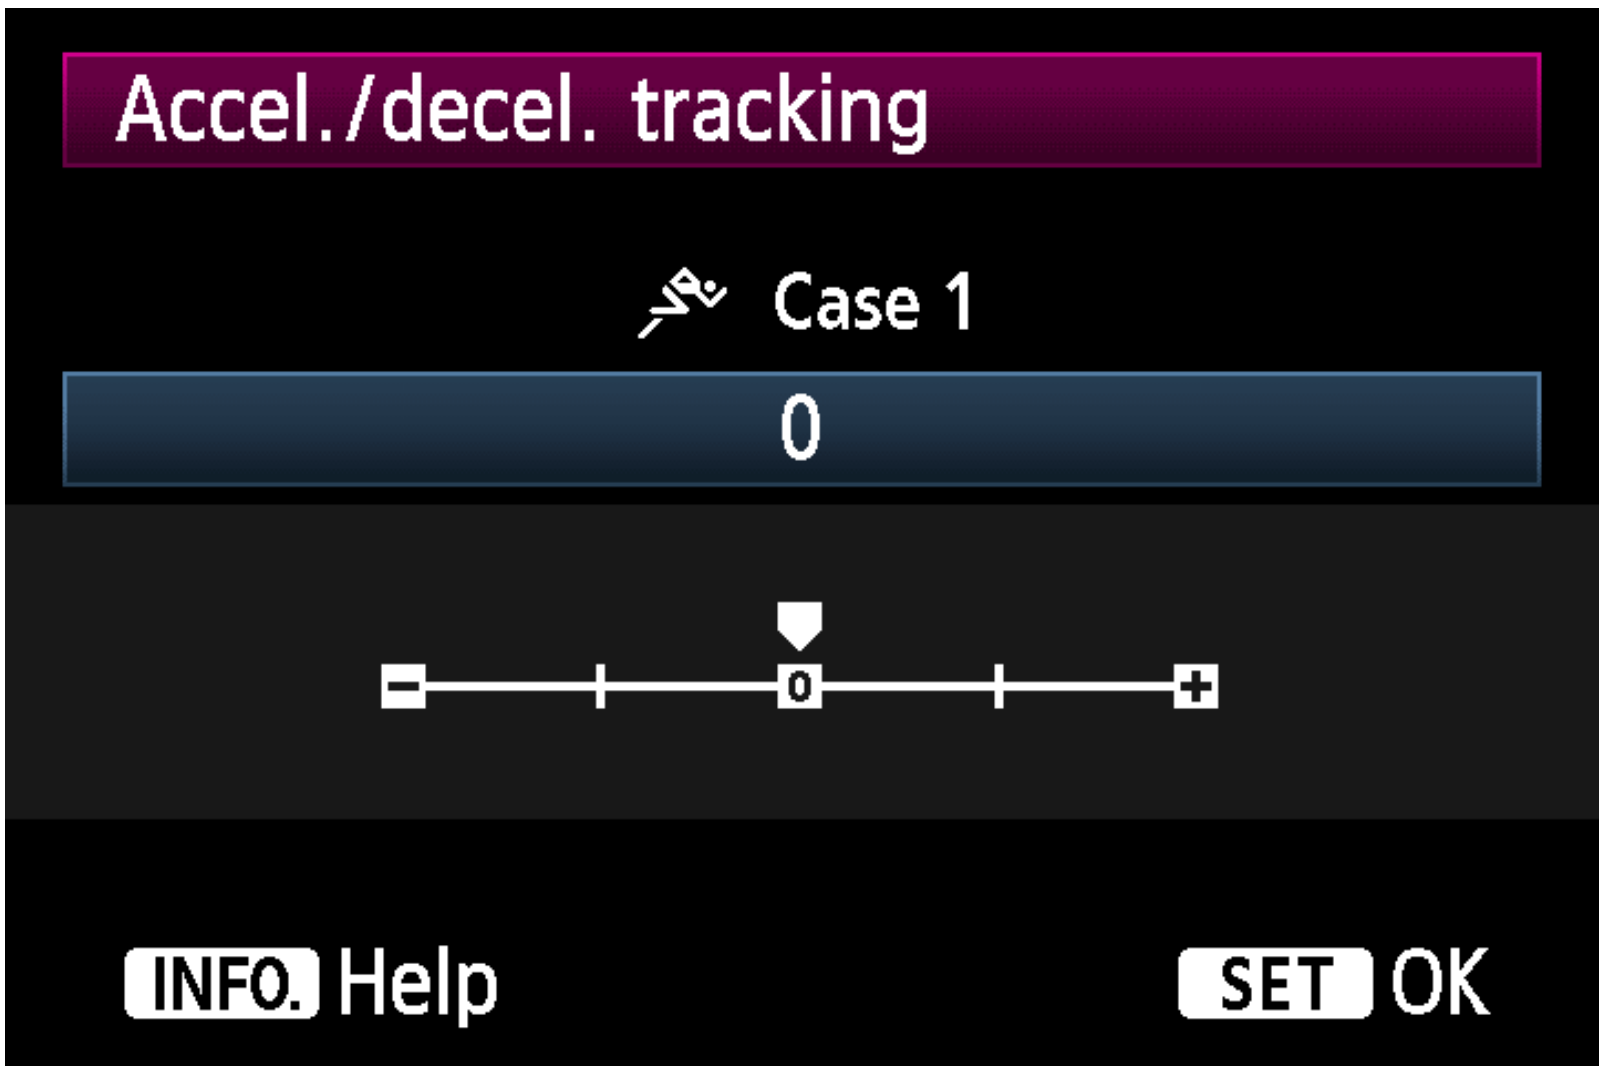 Accel./decel. tracking
Case 1
0
− 0 +
INFO. Help SET OK